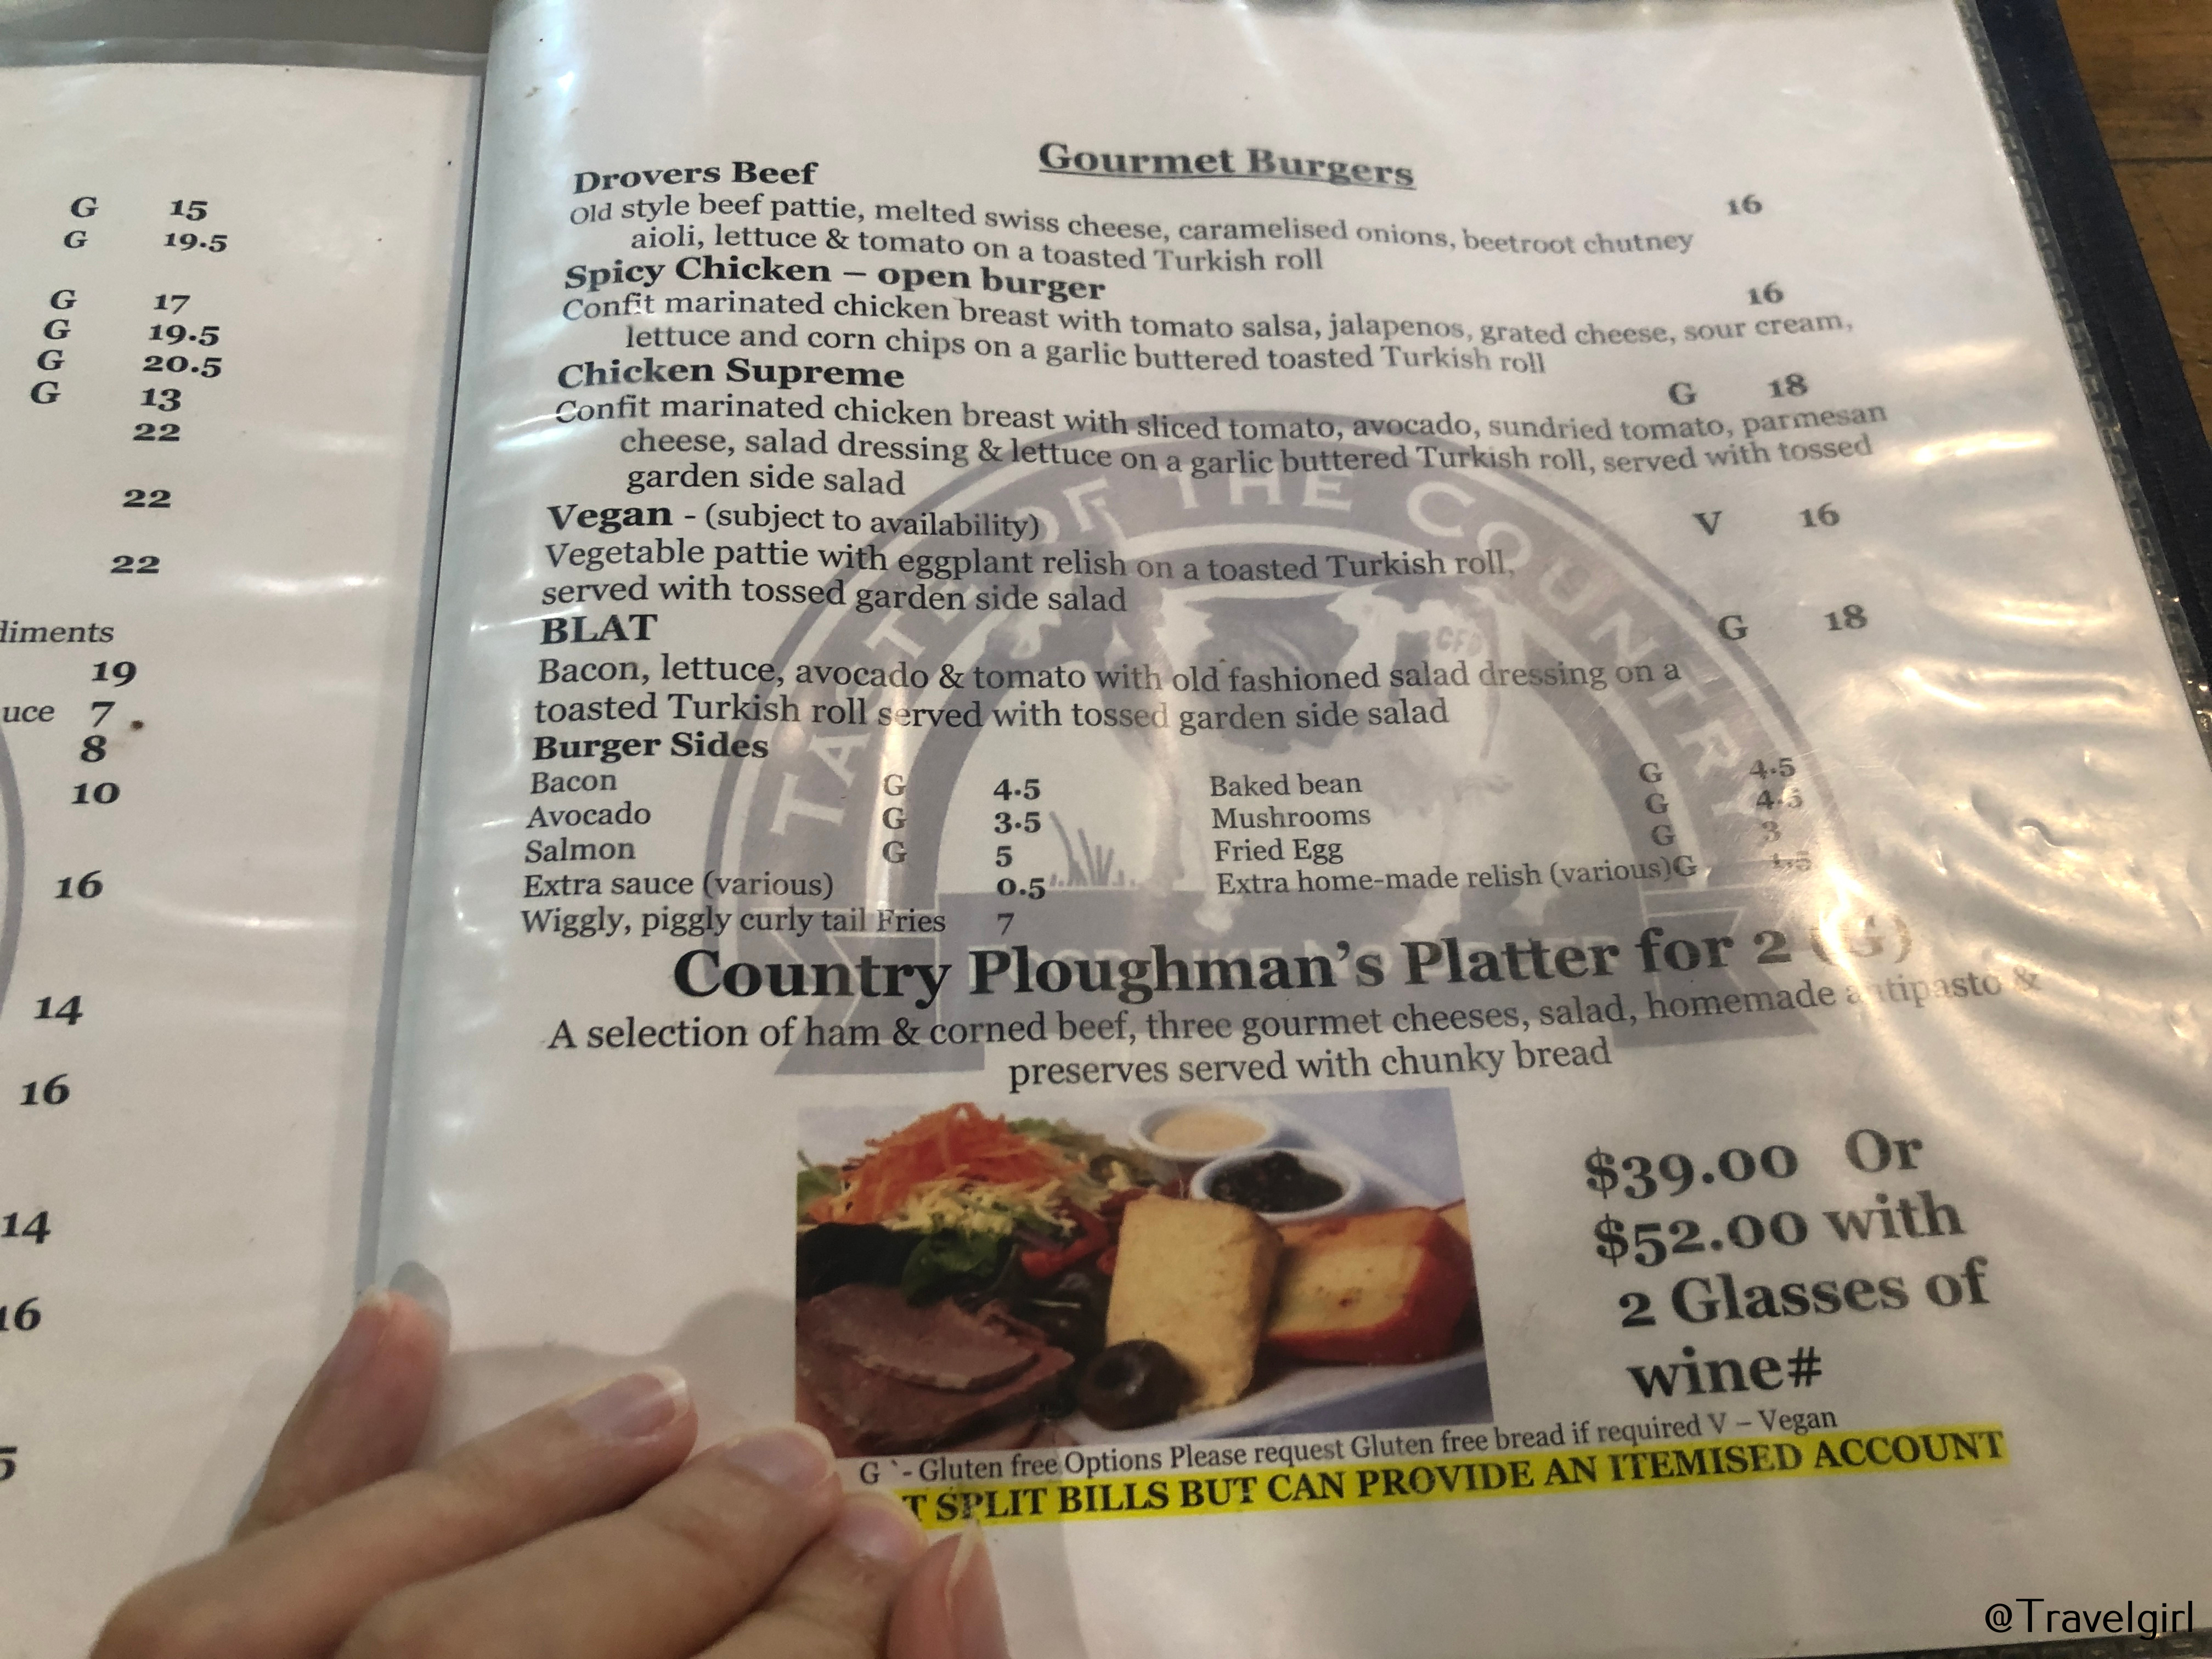 G 15
G 19.5
G 17
G 19.5
G 20.5
G 13
22
22
22
diments
19
uce 7
8
10
16
14
16
14
16
5
Gourmet Burgers
Drovers Beef 16
Old style beef pattie, melted swiss cheese, caramelised onions, beetroot chutney
aioli, lettuce & tomato on a toasted Turkish roll
Spicy Chicken – open burger 16
Confit marinated chicken breast with tomato salsa, jalapenos, grated cheese, sour cream,
lettuce and corn chips on a garlic buttered toasted Turkish roll
Chicken Supreme G 18
Confit marinated chicken breast with sliced tomato, avocado, sundried tomato, parmesan
cheese, salad dressing & lettuce on a garlic buttered Turkish roll, served with tossed
garden side salad
Vegan - (subject to availability) V 16
Vegetable pattie with eggplant relish on a toasted Turkish roll,
served with tossed garden side salad
BLAT G 18
Bacon, lettuce, avocado & tomato with old fashioned salad dressing on a
toasted Turkish roll served with tossed garden side salad
Burger Sides
Bacon G 4.5 Baked bean G 4.5
Avocado G 3.5 Mushrooms G 4.5
Salmon G 5 Fried Egg G 3
Extra sauce (various) 0.5 Extra home-made relish (various)G 1.5
Wiggly, piggly curly tail Fries 7
TASTE OF THE COUNTRY
CFD
Country Ploughman's Platter for 2 (G)
A selection of ham & corned beef, three gourmet cheeses, salad, homemade antipasto &
preserves served with chunky bread
$39.00 Or
$52.00 with
2 Glasses of
wine#
G `- Gluten free Options Please request Gluten free bread if required V – Vegan
T SPLIT BILLS BUT CAN PROVIDE AN ITEMISED ACCOUNT
@Travelgirl